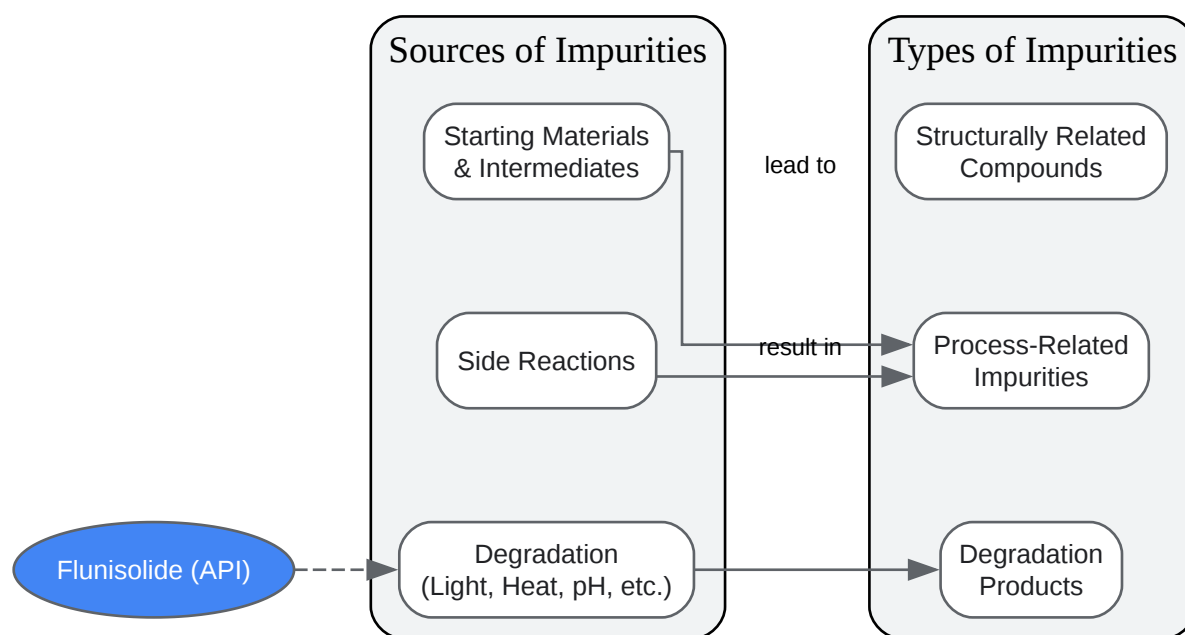 Sources of Impurities
Types of Impurities
Starting Materials
& Intermediates
lead to
Structurally Related
Compounds
Side Reactions
result in
Process-Related
Impurities
Flunisolide (API)
Degradation
(Light, Heat, pH, etc.)
Degradation
Products